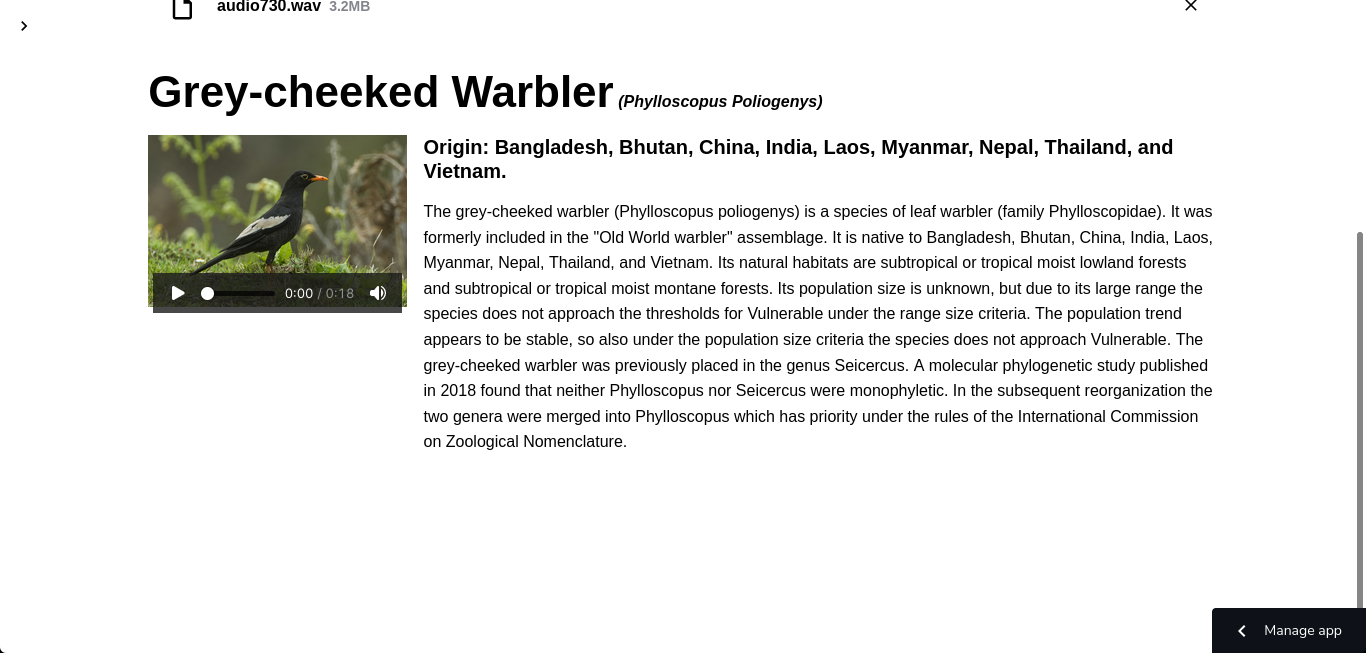 audio730.wav 3.2MB
Grey-cheeked Warbler (Phylloscopus Poliogenys)
Origin: Bangladesh, Bhutan, China, India, Laos, Myanmar, Nepal, Thailand, and
Vietnam.
The grey-cheeked warbler (Phylloscopus poliogenys) is a species of leaf warbler (family Phylloscopidae). It was
formerly included in the "Old World warbler" assemblage. It is native to Bangladesh, Bhutan, China, India, Laos,
Myanmar, Nepal, Thailand, and Vietnam. Its natural habitats are subtropical or tropical moist lowland forests
and subtropical or tropical moist montane forests. Its population size is unknown, but due to its large range the
species does not approach the thresholds for Vulnerable under the range size criteria. The population trend
appears to be stable, so also under the population size criteria the species does not approach Vulnerable. The
grey-cheeked warbler was previously placed in the genus Seicercus. A molecular phylogenetic study published
in 2018 found that neither Phylloscopus nor Seicercus were monophyletic. In the subsequent reorganization the
two genera were merged into Phylloscopus which has priority under the rules of the International Commission
on Zoological Nomenclature.
0:00 / 0:18
Manage app